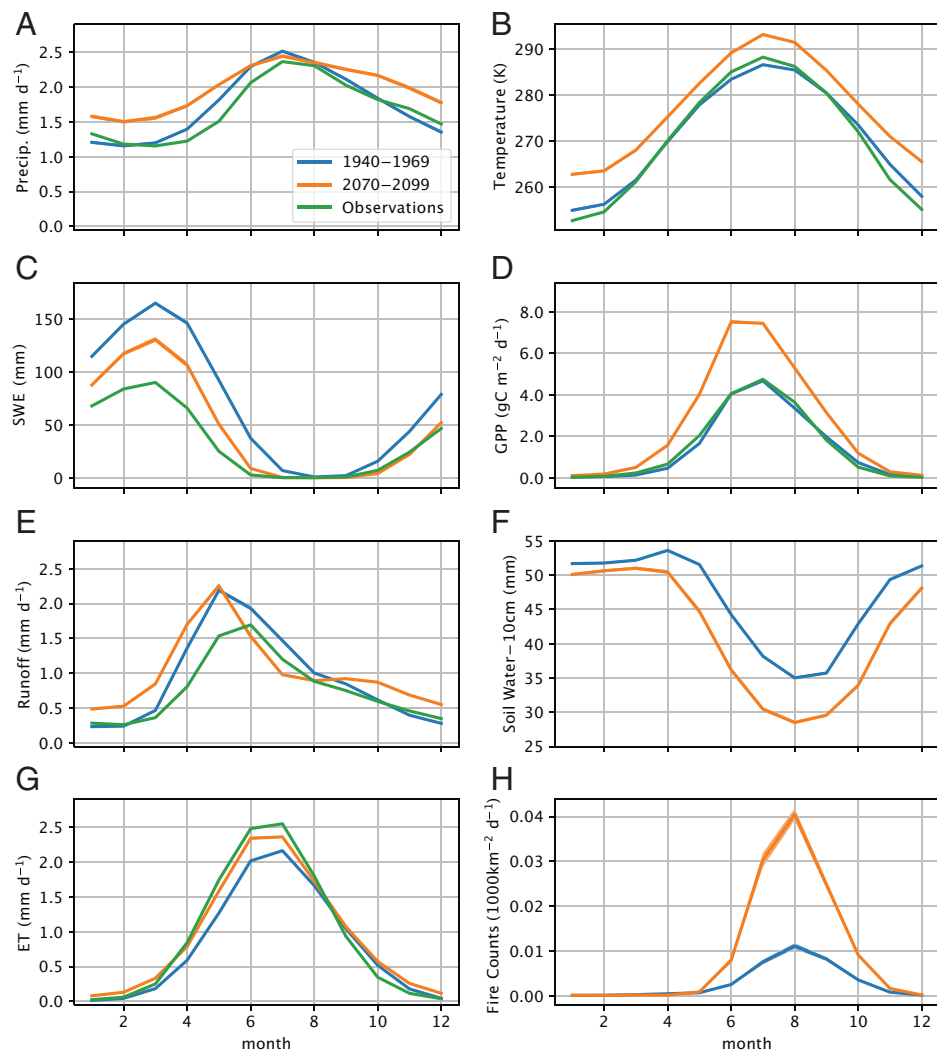 A
Precip. (mm d⁻¹)
2.5
2.0
1.5
1.0
0.5
0.0
1940−1969
2070−2099
Observations
B
Temperature (K)
290
280
270
260
C
SWE (mm)
150
100
50
0
D
GPP (gC m⁻² d⁻¹)
8.0
6.0
4.0
2.0
0.0
E
Runoff (mm d⁻¹)
2.5
2.0
1.5
1.0
0.5
0.0
F
Soil Water−10cm (mm)
55
50
45
40
35
30
25
G
ET (mm d⁻¹)
2.5
2.0
1.5
1.0
0.5
0.0
2 4 6 8 10 12
month
H
Fire Counts (1000km⁻² d⁻¹)
0.04
0.03
0.02
0.01
0.00
2 4 6 8 10 12
month